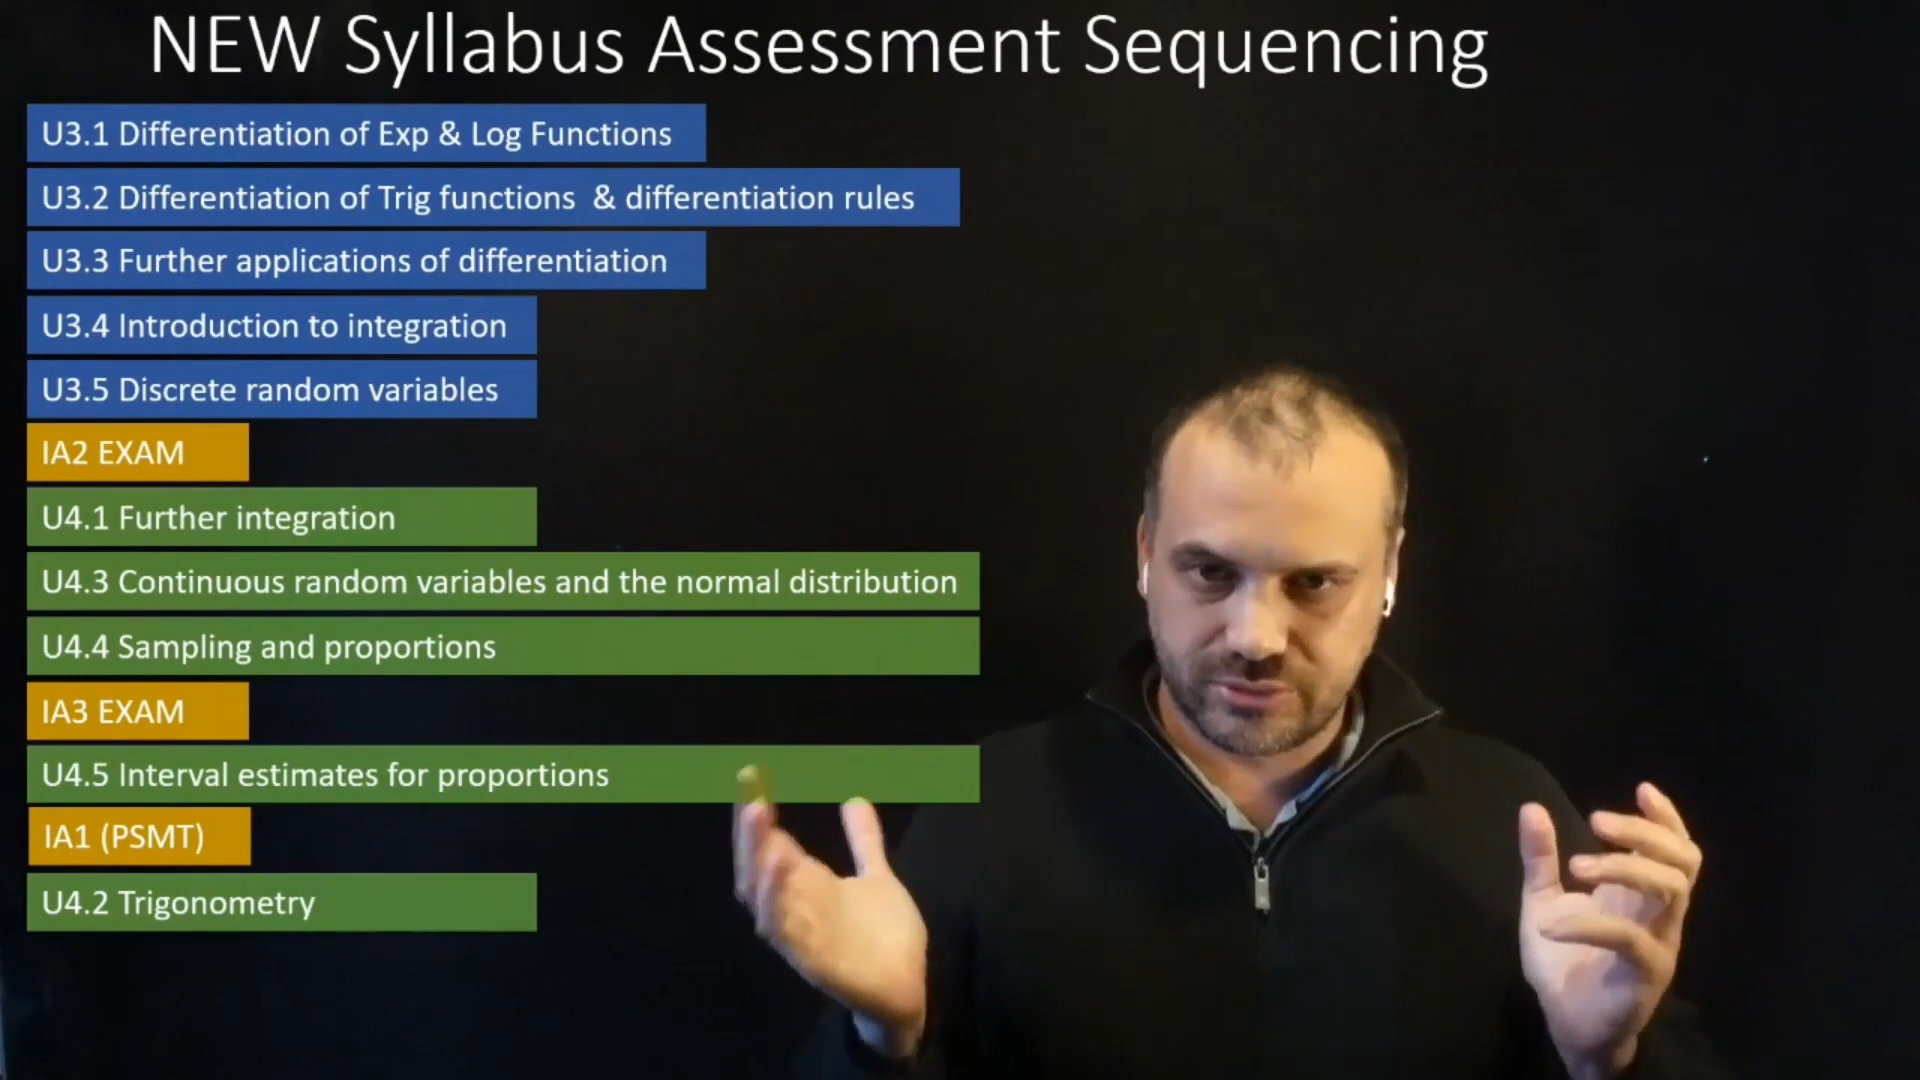 NEW Syllabus Assessment Sequencing
U3.1 Differentiation of Exp & Log Functions
U3.2 Differentiation of Trig functions & differentiation rules
U3.3 Further applications of differentiation
U3.4 Introduction to integration
U3.5 Discrete random variables
IA2 EXAM
U4.1 Further integration
U4.3 Continuous random variables and the normal distribution
U4.4 Sampling and proportions
IA3 EXAM
U4.5 Interval estimates for proportions
IA1 (PSMT)
U4.2 Trigonometry